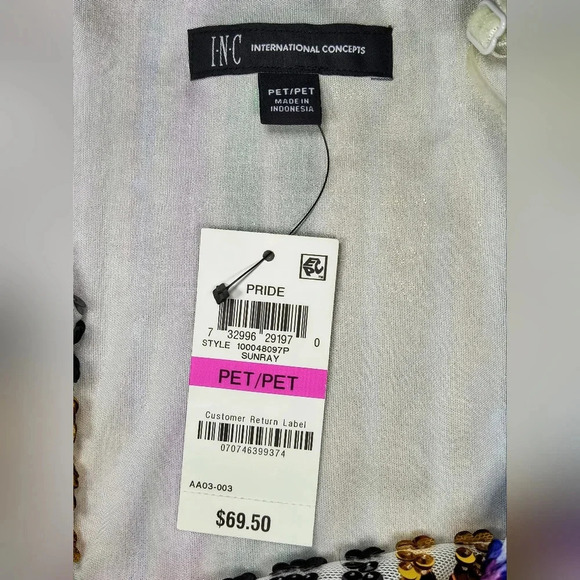 I·N·C INTERNATIONAL CONCEPTS
PET/PET
MADE IN
INDONESIA
EPC
PRIDE
7 32996 29197 0
STYLE 100048097P
SUNRAY
PET/PET
Customer Return Label
070746399374
AA03-003
$69.50